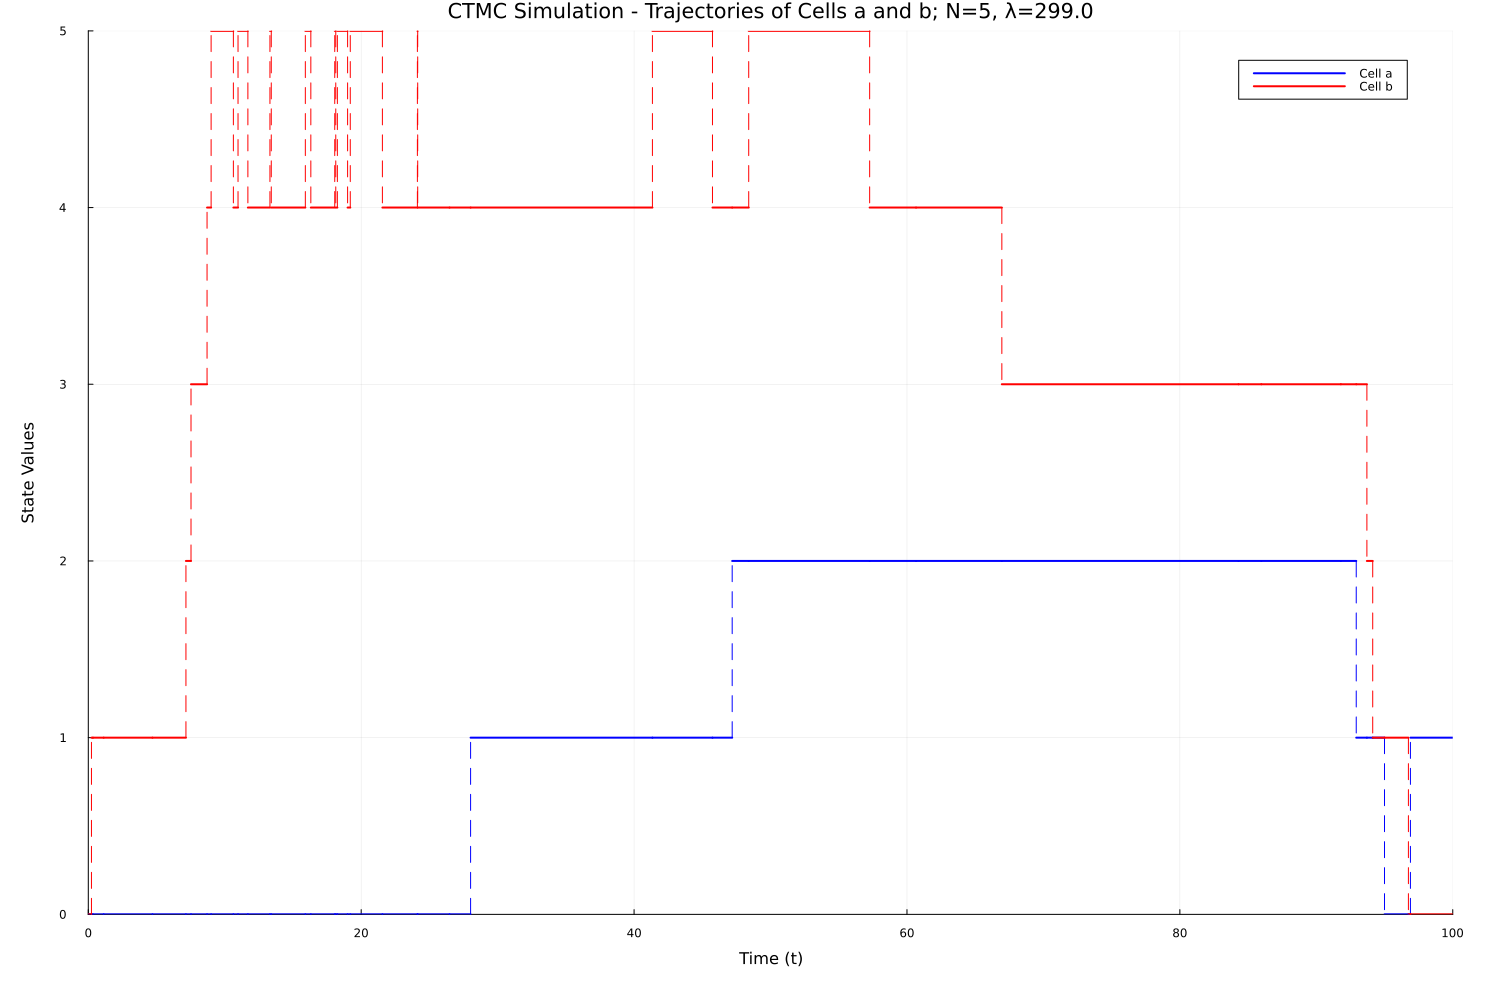 CTMC Simulation - Trajectories of Cells a and b; N=5, λ=299.0
Cell a
Cell b
State Values
5
4
3
2
1
0
0 20 40 60 80 100
Time (t)